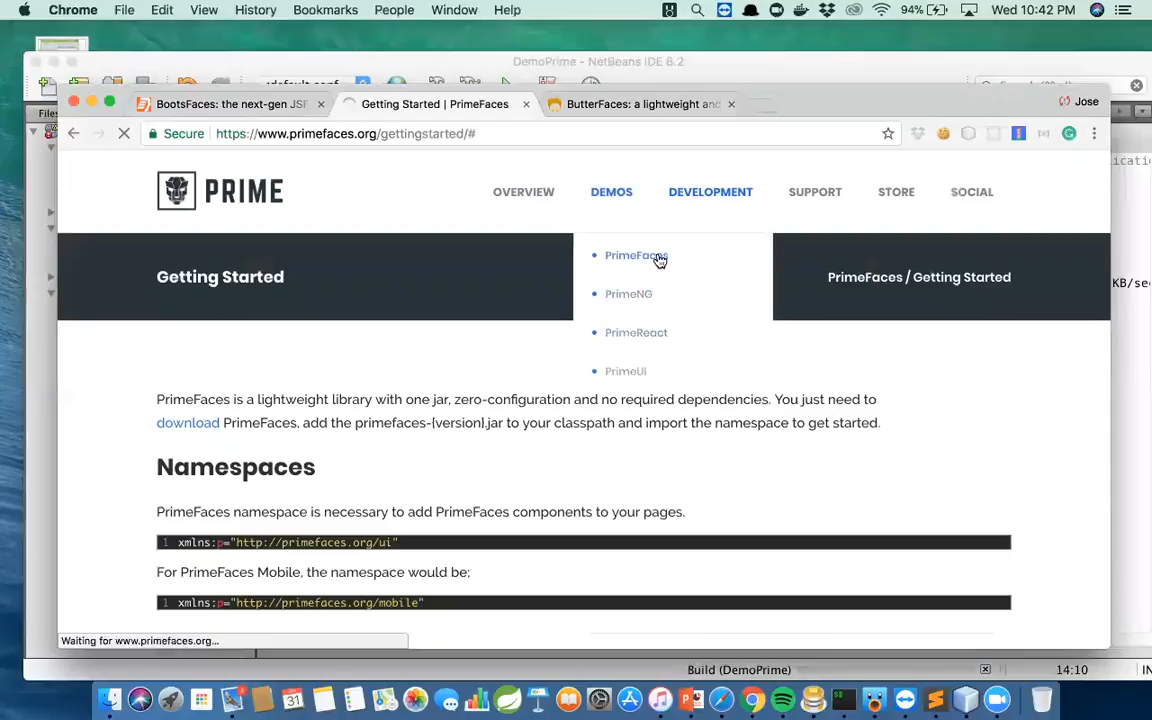 Chrome File Edit View History Bookmarks People Window Help 94% Wed 10:42 PM
DemoPrime - NetBeans IDE 8.2
BootsFaces: the next-gen JSF × Getting Started | PrimeFaces × ButterFaces: a lightweight and × Jose
Files
Secure https://www.primefaces.org/gettingstarted/#
PRIME
OVERVIEW DEMOS DEVELOPMENT SUPPORT STORE SOCIAL
PrimeFaces
Getting Started
PrimeFaces / Getting Started
KB/se
PrimeNG
PrimeReact
PrimeUI
PrimeFaces is a lightweight library with one jar, zero-configuration and no required dependencies. You just need to
download PrimeFaces, add the primefaces-{version}.jar to your classpath and import the namespace to get started.
Namespaces
PrimeFaces namespace is necessary to add PrimeFaces components to your pages.
1 xmlns:p="http://primefaces.org/ui"
For PrimeFaces Mobile, the namespace would be;
1 xmlns:p="http://primefaces.org/mobile"
Waiting for www.primefaces.org...
Build (DemoPrime) 14:10 IN
31